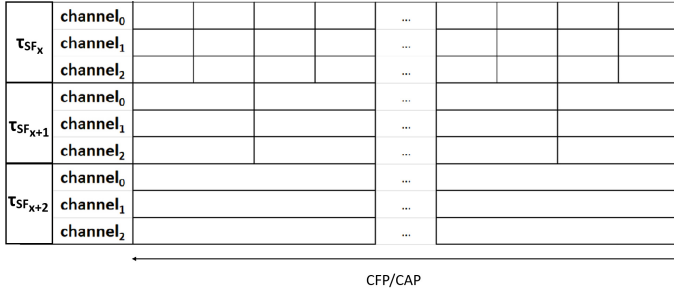 τSFx channel0 ...
channel1 ...
channel2 ...
τSFx+1 channel0 ...
channel1 ...
channel2 ...
τSFx+2 channel0 ...
channel1 ...
channel2 ...
CFP/CAP